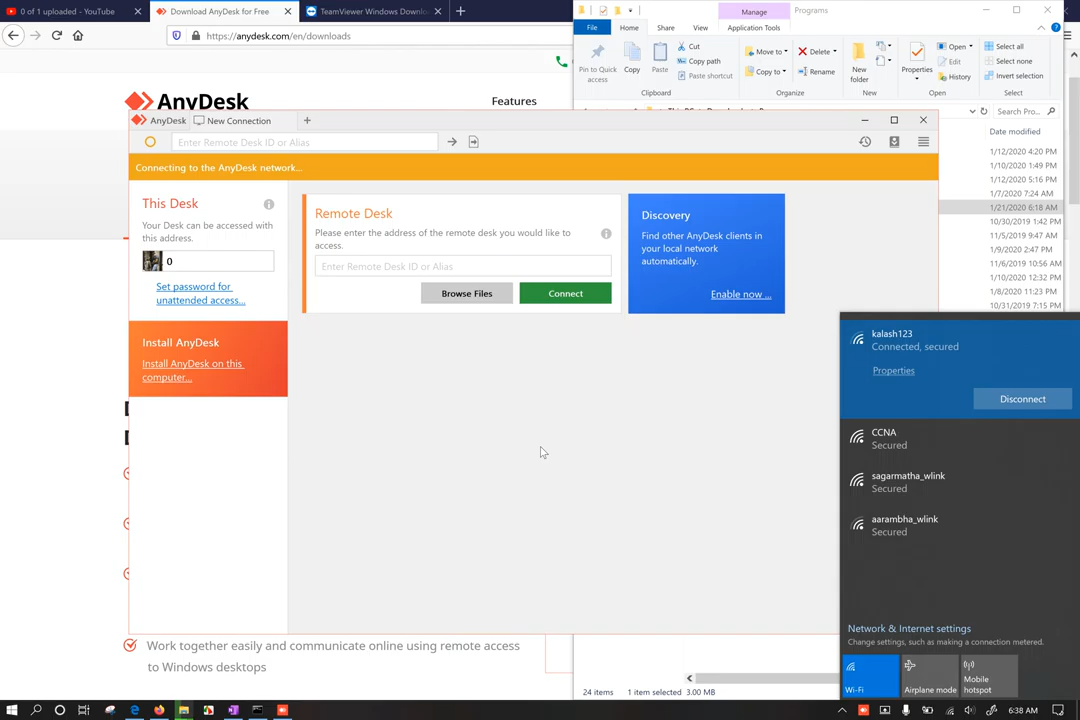 0 of 1 uploaded - YouTube
Download AnyDesk for Free
TeamViewer Windows Downl
https://anydesk.com/en/downloads
AnyDesk
Features
Manage
Programs
File
Home
Share
View
Application Tools
Pin to Quick access
Copy
Paste
Cut
Copy path
Paste shortcut
Clipboard
Move to
Copy to
Delete
Rename
Organize
New folder
New
Properties
Open
Edit
History
Open
Select all
Select none
Invert selection
Select
Search Pro...
Date modified
1/12/2020 4:20 PM
1/10/2020 1:49 PM
1/12/2020 5:16 PM
1/7/2020 7:24 AM
1/21/2020 6:18 AM
10/30/2019 1:42 PM
11/5/2019 9:47 AM
1/9/2020 2:47 PM
11/6/2019 10:56 AM
1/10/2020 12:32 PM
1/8/2020 11:23 PM
10/31/2019 7:15 PM
AnyDesk
New Connection
Enter Remote Desk ID or Alias
Connecting to the AnyDesk network...
This Desk
Your Desk can be accessed with
this address.
0
Set password for
unattended access...
Install AnyDesk
Install AnyDesk on this
computer...
Remote Desk
Please enter the address of the remote desk you would like to
access.
Enter Remote Desk ID or Alias
Browse Files
Connect
Discovery
Find other AnyDesk clients in
your local network
automatically.
Enable now ...
kalash123
Connected, secured
Properties
Disconnect
CCNA
Secured
sagarmatha_wlink
Secured
aarambha_wlink
Secured
Network & Internet settings
Change settings, such as making a connection metered.
Wi-Fi
Airplane mode
Mobile
hotspot
Work together easily and communicate online using remote access
to Windows desktops
24 items
1 item selected
3.00 MB
6:38 AM